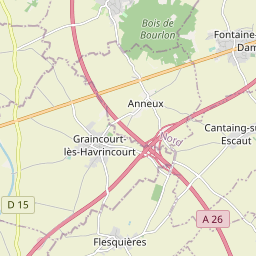 Bois de
Bourlon
Fontaine-
Dam
Anneux
Nord
Graincourt-
lès-Havrincourt
Cantaing-su
Escaut
D 15
A 26
Flesquières